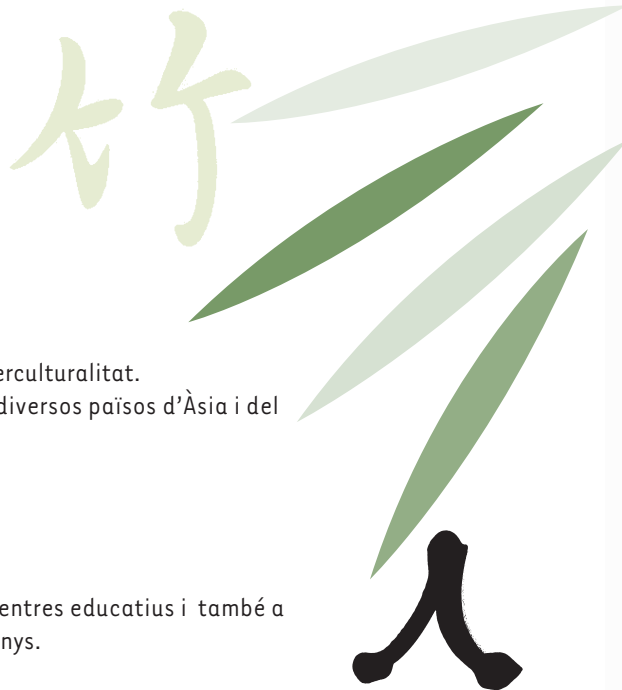 竹
erculturalitat.
diversos països d'Àsia i del
entres educatius i també a
nys.
人